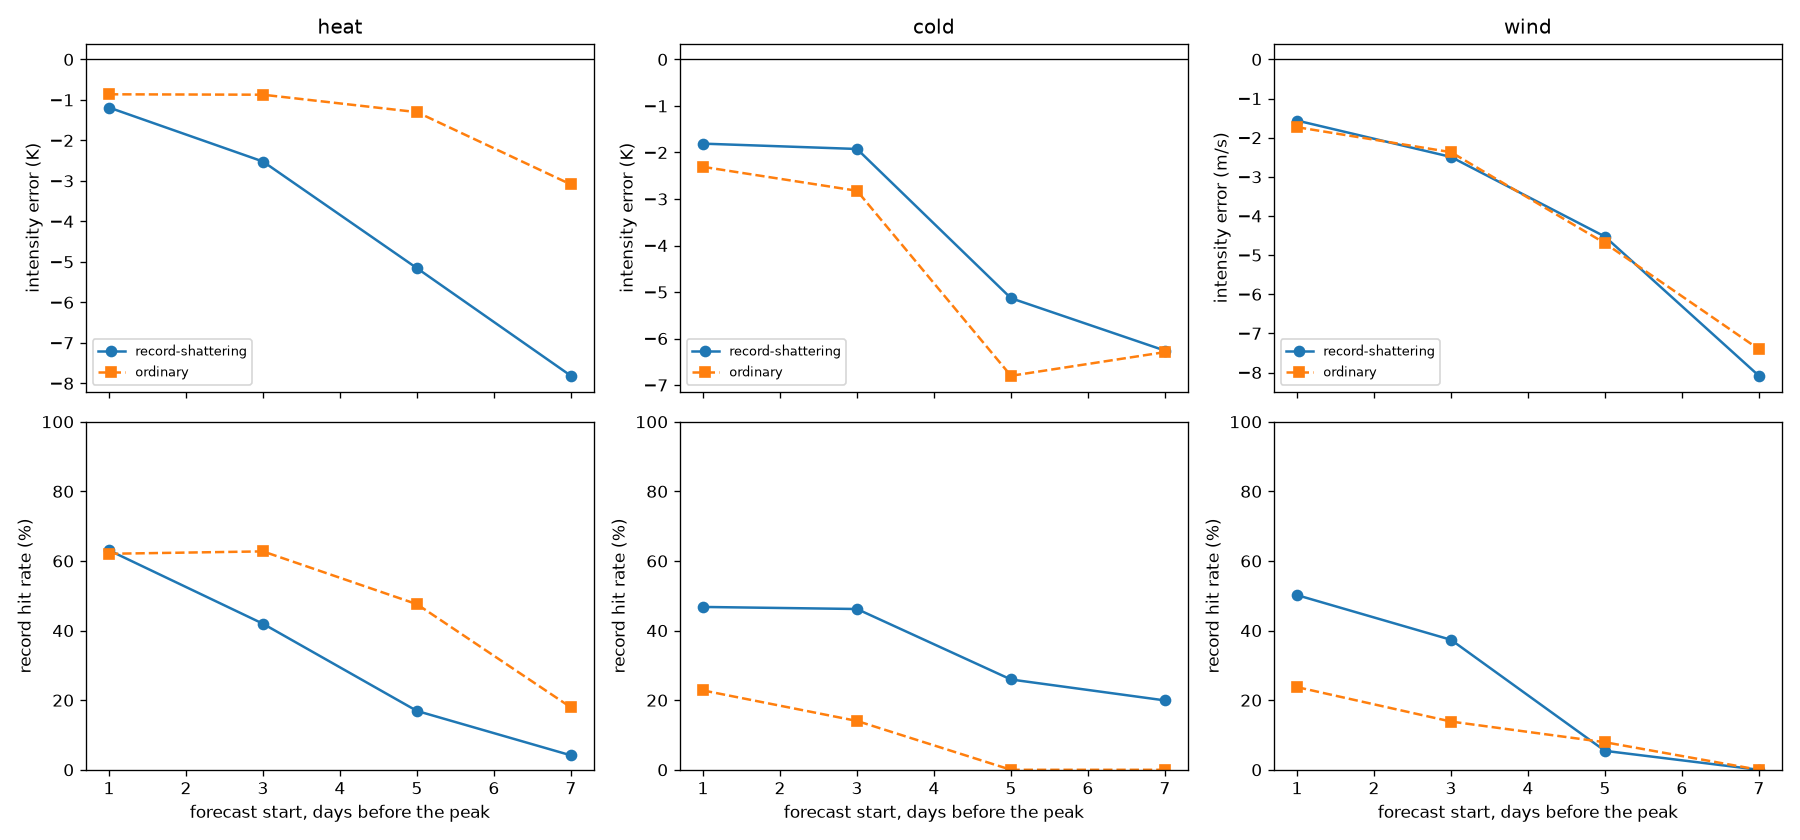 heat
cold
wind
0
−1
−2
−3
−4
−5
−6
−7
−8
intensity error (K)
record-shattering
ordinary
0
−1
−2
−3
−4
−5
−6
−7
intensity error (K)
record-shattering
ordinary
0
−1
−2
−3
−4
−5
−6
−7
−8
intensity error (m/s)
record-shattering
ordinary
100
80
60
40
20
0
record hit rate (%)
1 2 3 4 5 6 7
forecast start, days before the peak
100
80
60
40
20
0
record hit rate (%)
1 2 3 4 5 6 7
forecast start, days before the peak
100
80
60
40
20
0
record hit rate (%)
1 2 3 4 5 6 7
forecast start, days before the peak